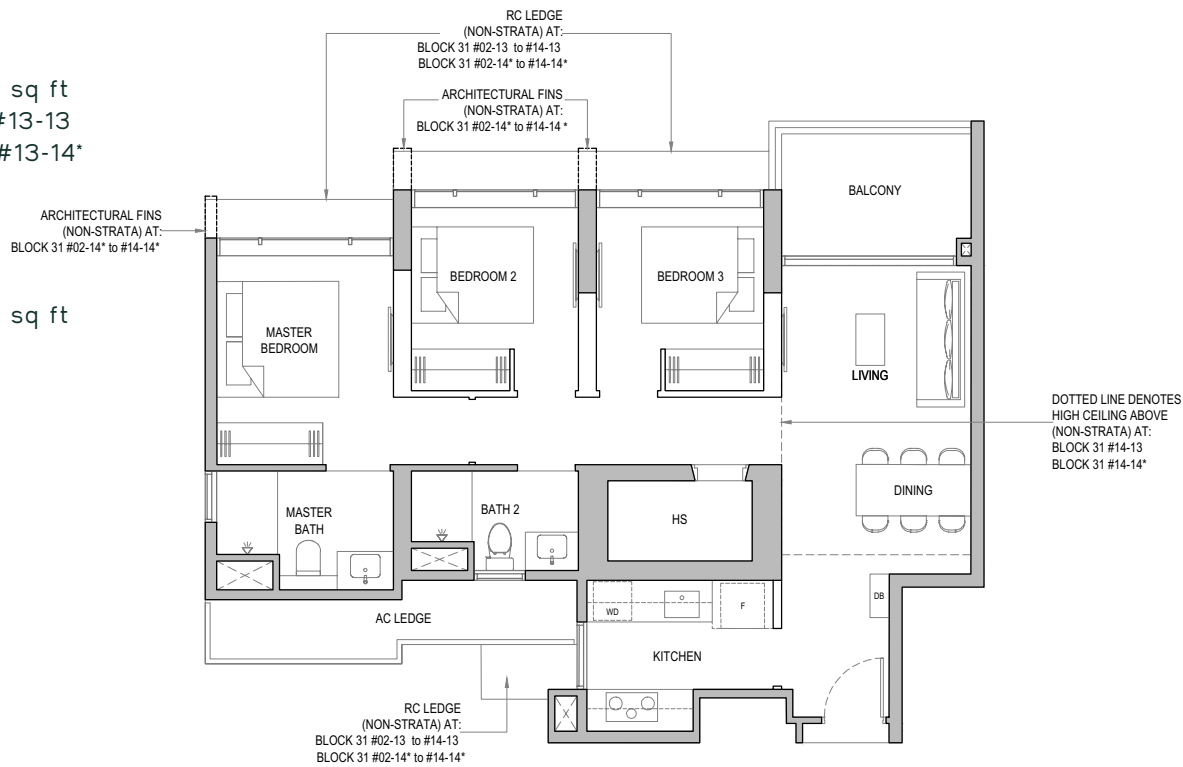 sq ft
#13-13
#13-14*
sq ft
RC LEDGE
(NON-STRATA) AT:
BLOCK 31 #02-13 to #14-13
BLOCK 31 #02-14* to #14-14*
ARCHITECTURAL FINS
(NON-STRATA) AT:
BLOCK 31 #02-14* to #14-14 *
ARCHITECTURAL FINS
(NON-STRATA) AT:
BLOCK 31 #02-14* to #14-14*
BALCONY
BEDROOM 2
BEDROOM 3
MASTER
BEDROOM
LIVING
DOTTED LINE DENOTES
HIGH CEILING ABOVE
(NON-STRATA) AT:
BLOCK 31 #14-13
BLOCK 31 #14-14*
DINING
MASTER
BATH
BATH 2
HS
WD
F
DB
AC LEDGE
KITCHEN
RC LEDGE
(NON-STRATA) AT:
BLOCK 31 #02-13 to #14-13
BLOCK 31 #02-14* to #14-14*